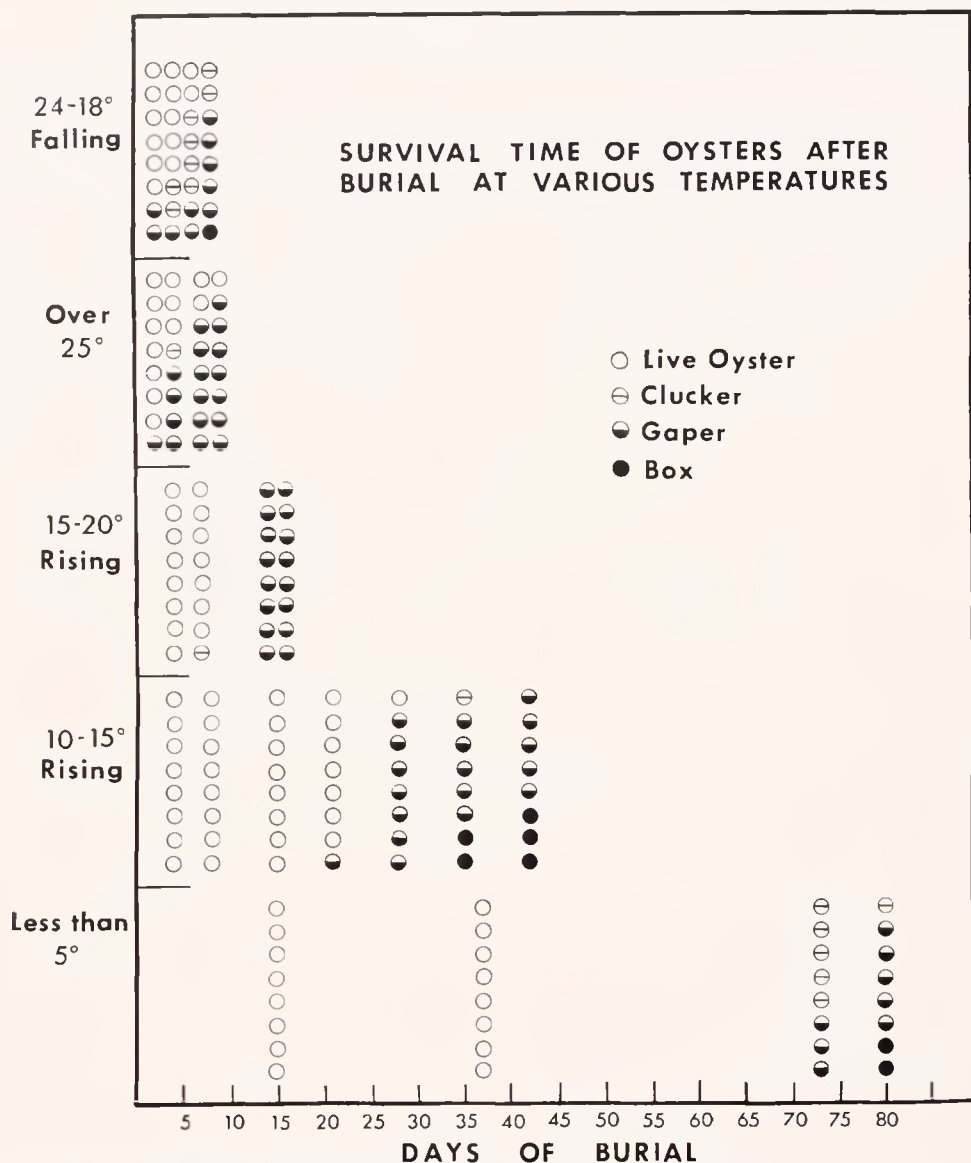 SURVIVAL TIME OF OYSTERS AFTER
BURIAL AT VARIOUS TEMPERATURES
24-18°
Falling
Over
25°
15-20°
Rising
10-15°
Rising
Less than
5°
Live Oyster
Clucker
Gaper
Box
5 10 15 20 25 30 35 40 45 50 55 60 65 70 75 80
DAYS OF BURIAL